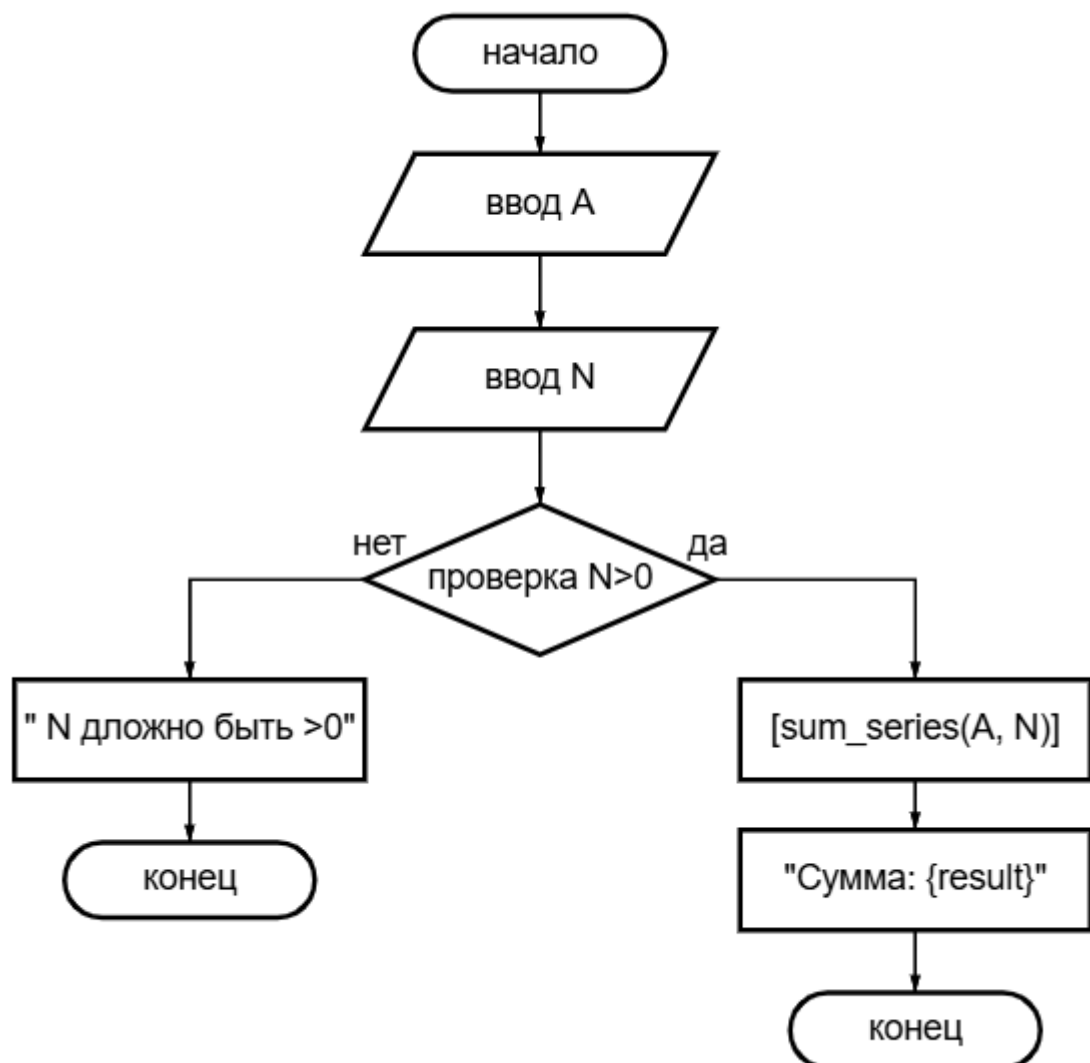 начало
ввод A
ввод N
нет
да
проверка N>0
" N дложно быть >0"
[sum_series(A, N)]
конец
"Сумма: {result}"
конец